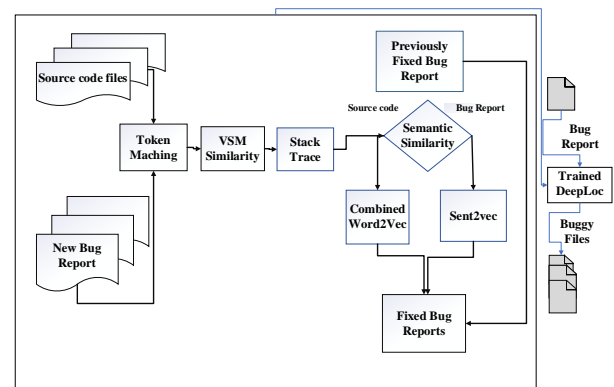 Source code files
Previously
Fixed Bug
Report
Source code
Bug Report
Token
Maching
VSM
Similarity
Stack
Trace
Semantic
Similarity
Bug
Report
Trained
DeepLoc
New Bug
Report
Combined
Word2Vec
Sent2vec
Buggy
Files
Fixed Bug
Reports